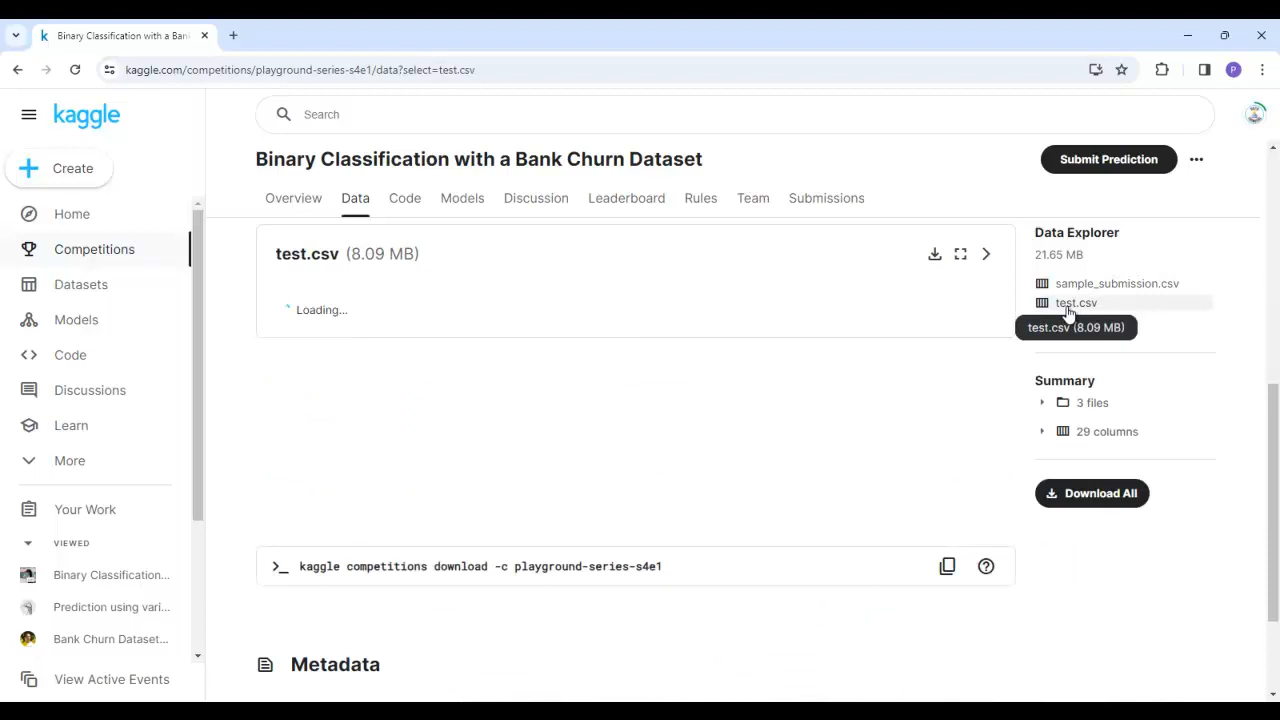 Binary Classification with a Ban
kaggle.com/competitions/playground-series-s4e1/data?select=test.csv
P
kaggle
Search
Create
Home
Competitions
Datasets
Models
Code
Discussions
Learn
More
Your Work
VIEWED
Binary Classification...
Prediction using vari...
Bank Churn Dataset...
View Active Events
Binary Classification with a Bank Churn Dataset
Submit Prediction
Overview Data Code Models Discussion Leaderboard Rules Team Submissions
test.csv (8.09 MB)
Loading...
kaggle competitions download -c playground-series-s4e1
Metadata
Data Explorer
21.65 MB
sample_submission.csv
test.csv
test.csv (8.09 MB)
Summary
3 files
29 columns
Download All